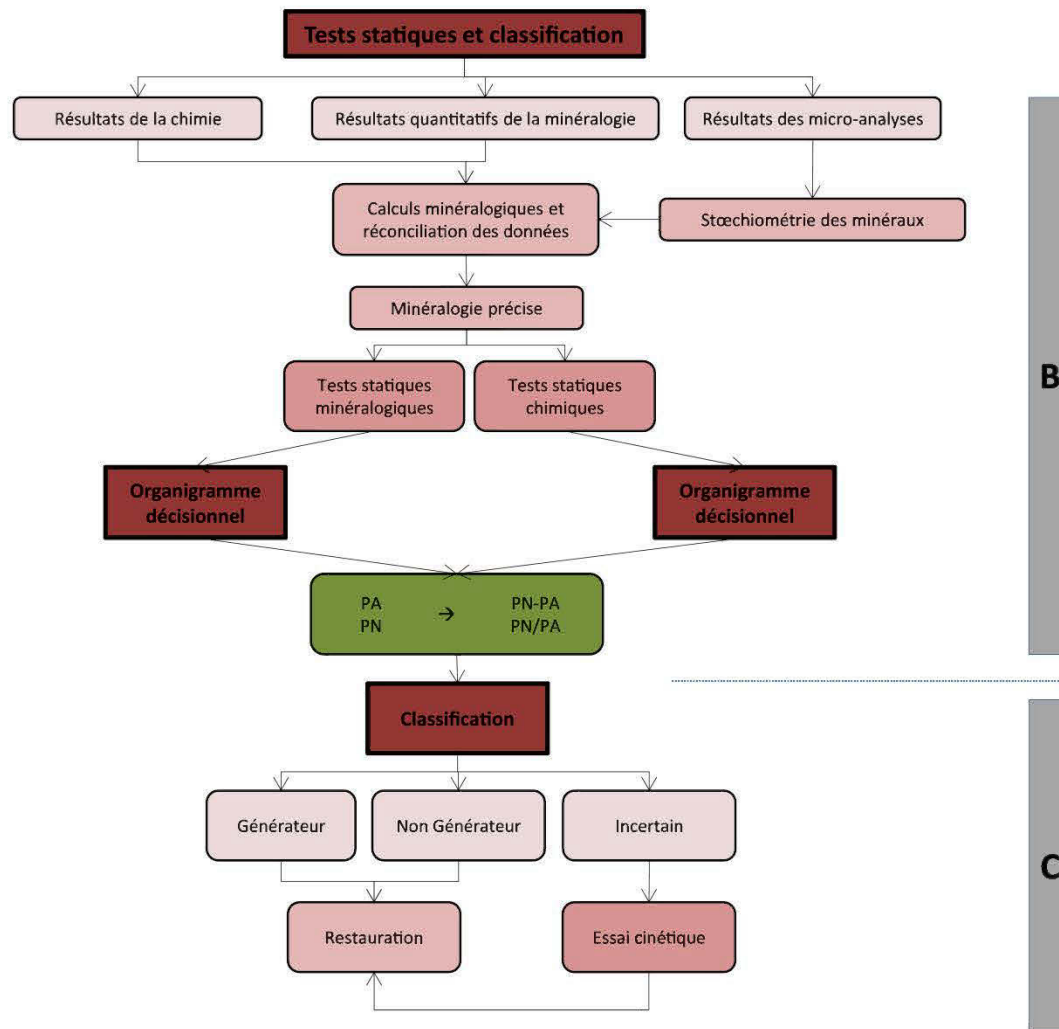 Tests statiques et classification
Résultats de la chimie
Résultats quantitatifs de la minéralogie
Résultats des micro-analyses
Calculs minéralogiques et
réconciliation des données
Stœchiométrie des minéraux
Minéralogie précise
Tests statiques
minéralogiques
Tests statiques
chimiques
B
Organigramme
décisionnel
Organigramme
décisionnel
PA → PN-PA
PN PN/PA
Classification
Générateur
Non Générateur
Incertain
C
Restauration
Essai cinétique